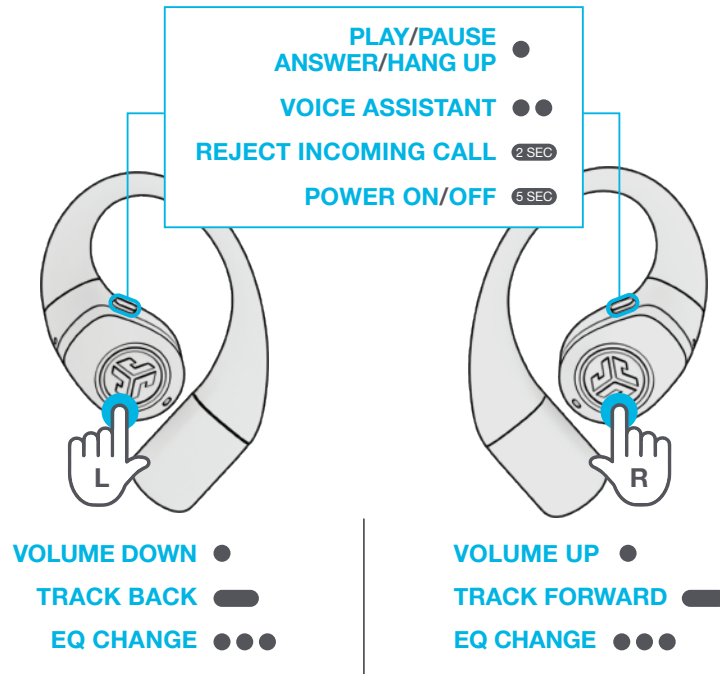 PLAY/PAUSE
ANSWER/HANG UP
VOICE ASSISTANT
REJECT INCOMING CALL 2 SEC
POWER ON/OFF 5 SEC
L
R
VOLUME DOWN
TRACK BACK
EQ CHANGE
VOLUME UP
TRACK FORWARD
EQ CHANGE